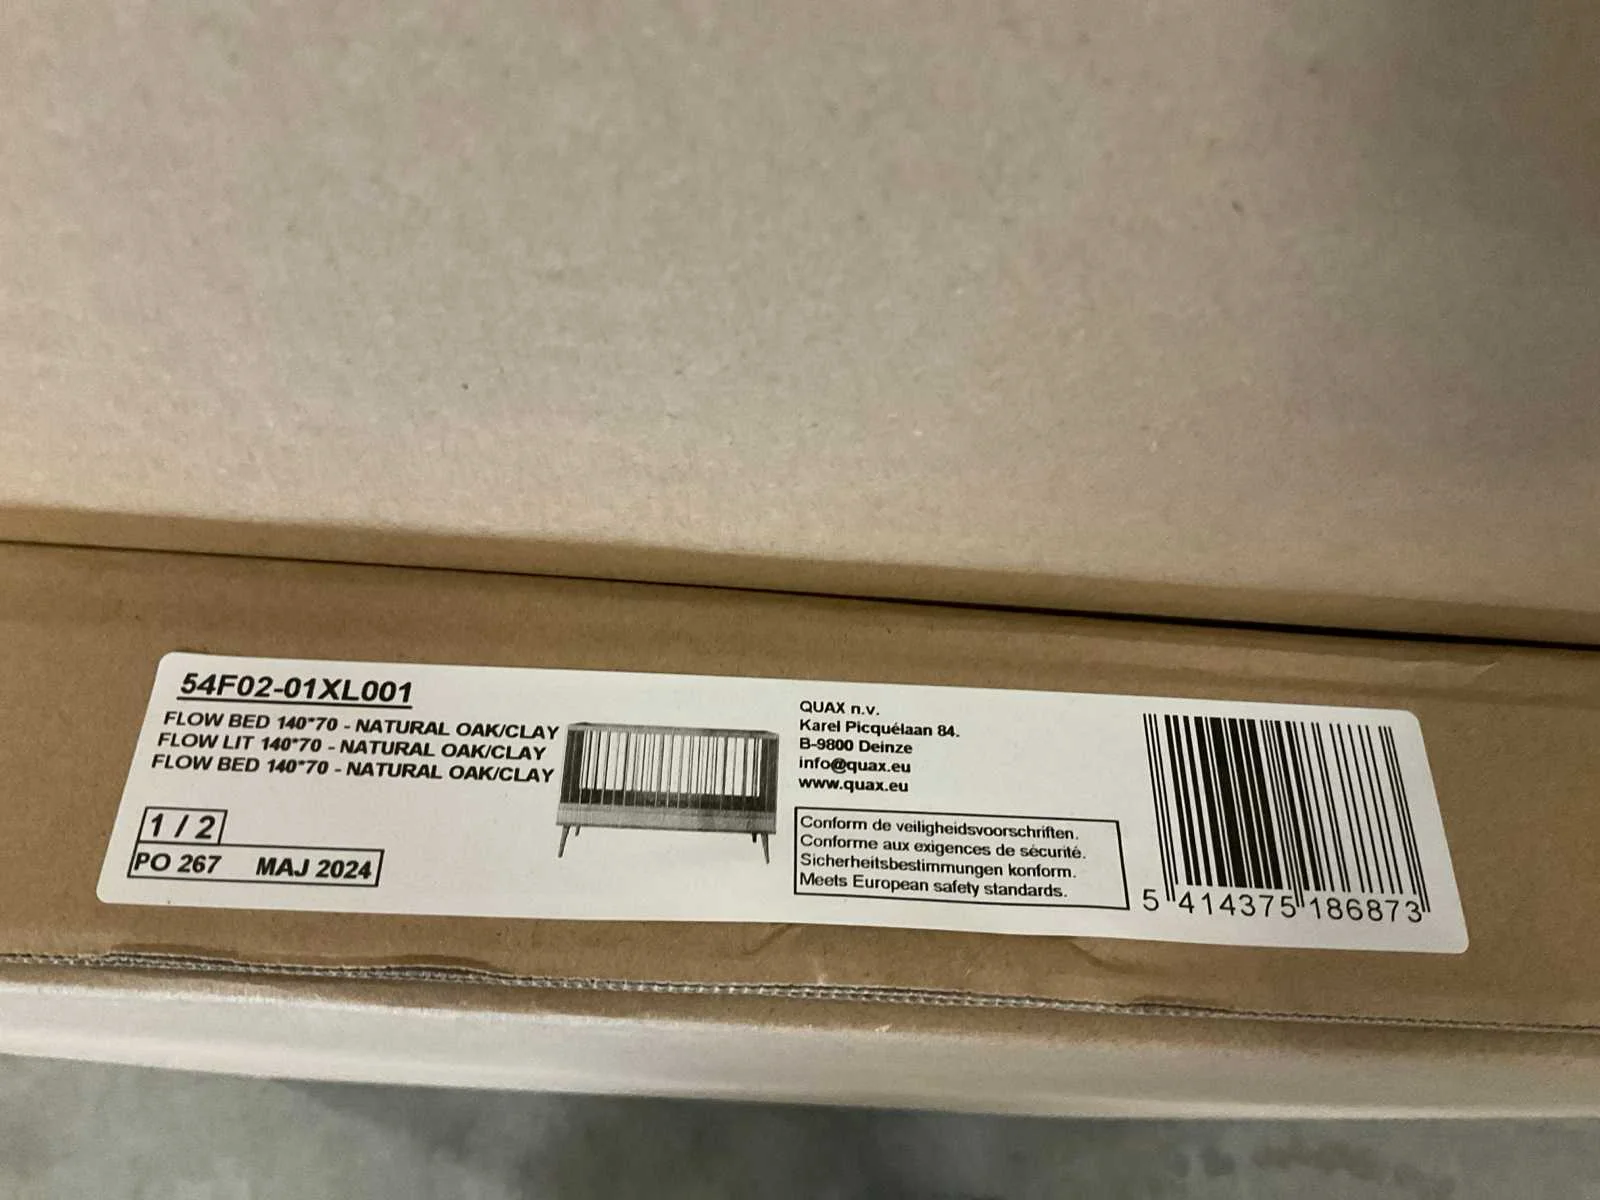 54F02-01XL001
FLOW BED 140*70 - NATURAL OAK/CLAY
FLOW LIT 140*70 - NATURAL OAK/CLAY
FLOW BED 140*70 - NATURAL OAK/CLAY
1 / 2
PO 267 MAJ 2024
QUAX n.v.
Karel Picquélaan 84.
B-9800 Deinze
info@quax.eu
www.quax.eu
Conform de veiligheidsvoorschriften.
Conforme aux exigences de sécurité.
Sicherheitsbestimmungen konform.
Meets European safety standards.
5 414375 186873